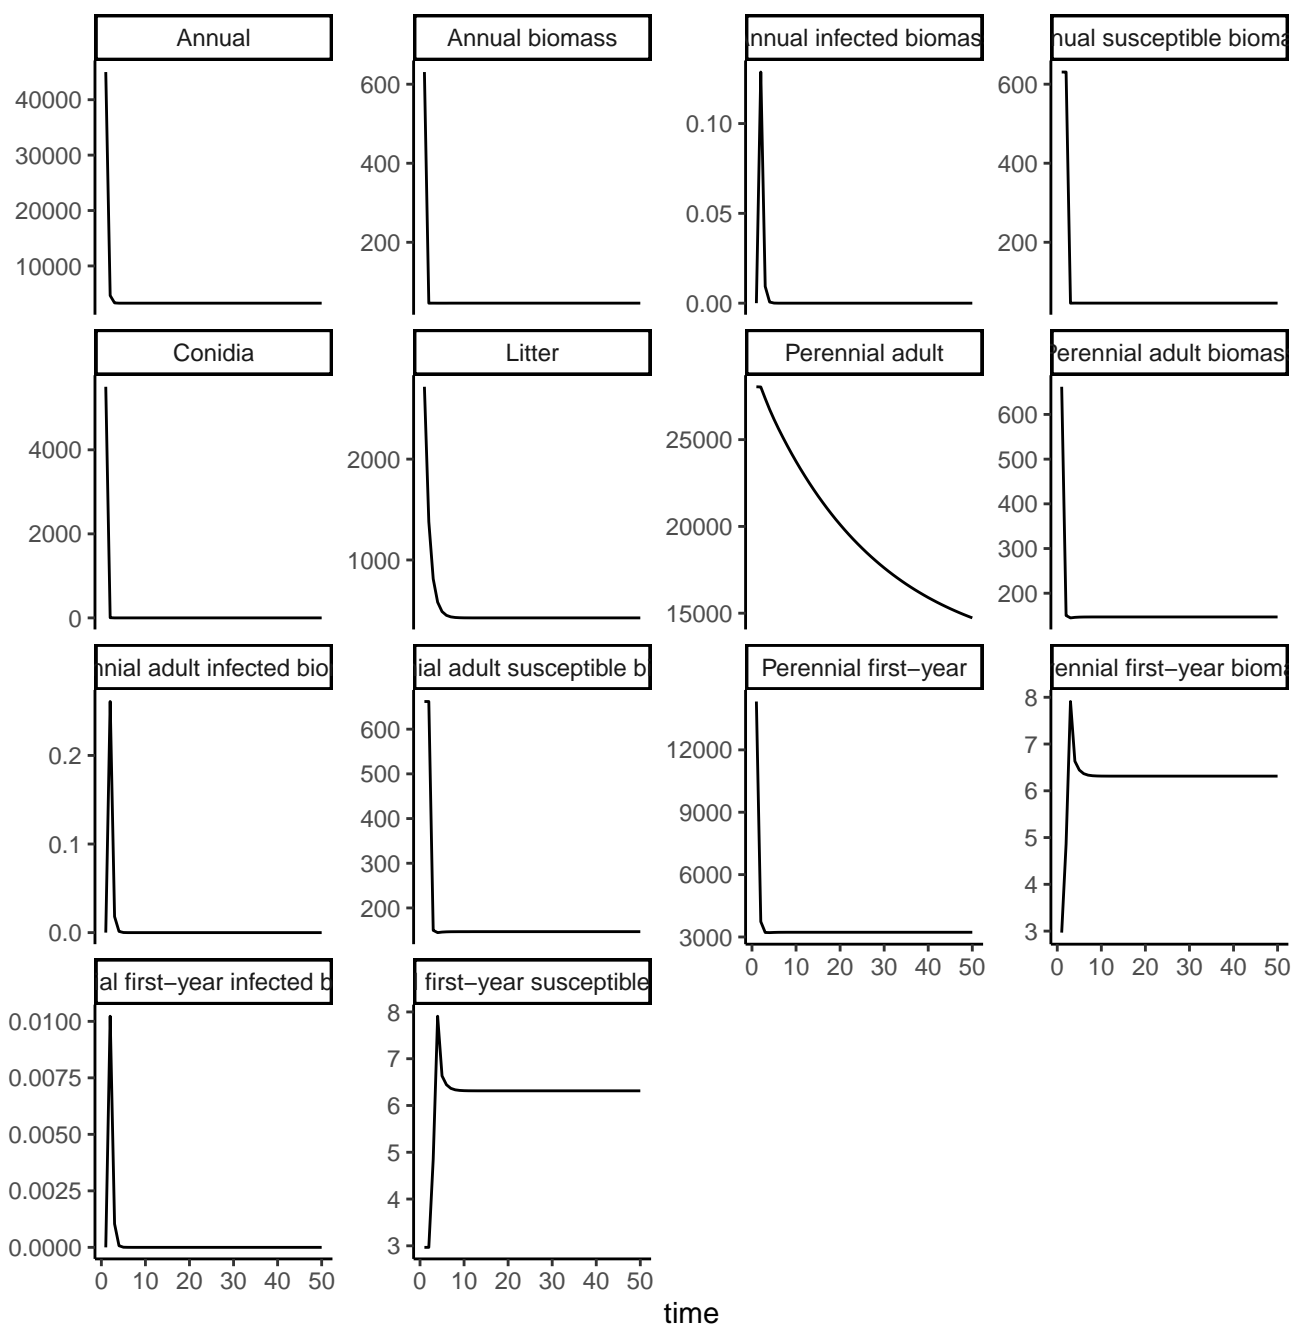 Annual
Annual biomass
nnual infected biomas
nual susceptible bioma
40000
30000
20000
10000
600
400
200
0.10
0.05
0.00
600
400
200
Conidia
Litter
Perennial adult
Perennial adult biomass
4000
2000
0
2000
1000
25000
20000
15000
600
500
400
300
200
nnial adult infected bio
ial adult susceptible b
Perennial first−year
ennial first−year bioma
0.2
0.1
0.0
600
500
400
300
200
12000
9000
6000
3000
8
7
6
5
4
3
0 10 20 30 40 50
0 10 20 30 40 50
al first−year infected b
first−year susceptible
0.0100
0.0075
0.0050
0.0025
0.0000
8
7
6
5
4
3
0 10 20 30 40 50
0 10 20 30 40 50
time